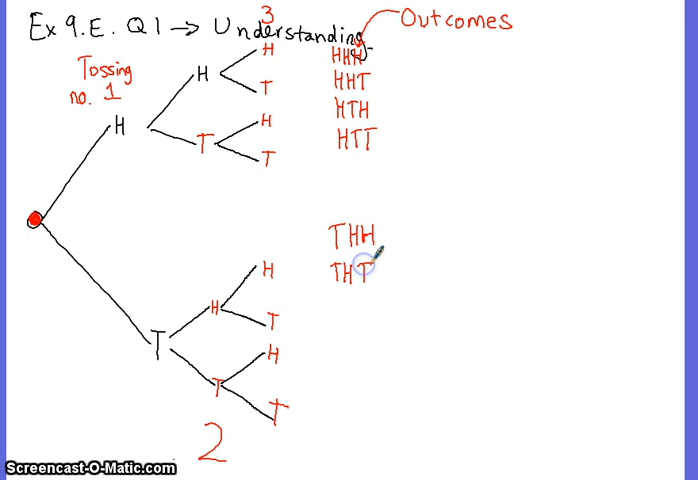 Ex 9.E. Q1 → Understanding
3
Outcomes
Tossing
no. 1
H
H
H
HHH
T
HHT
T
H
HTH
T
HTT
T
H
H
THH
T
THT
T
H
T
2
Screencast-O-Matic.com